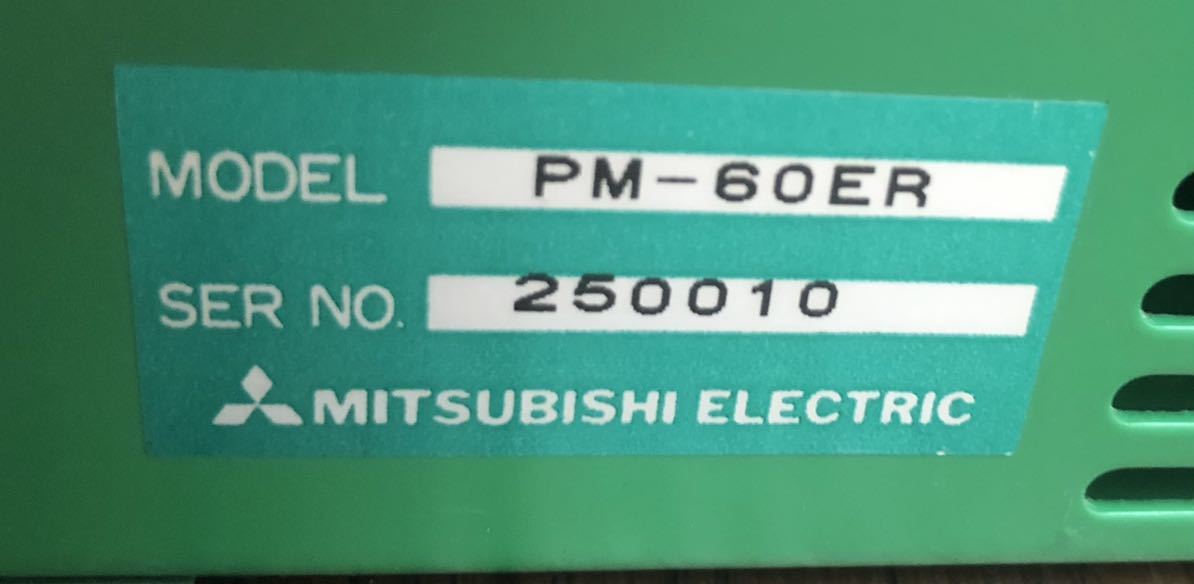 MODEL PM-60ER
SER NO. 250010
MITSUBISHI ELECTRIC